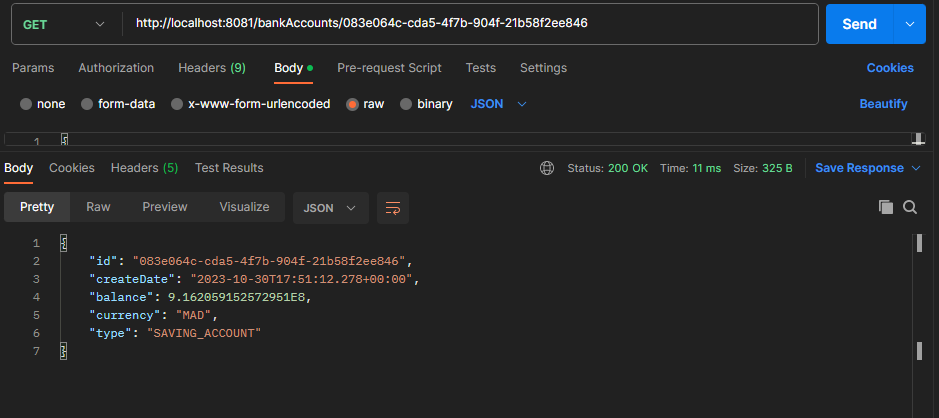 GET http://localhost:8081/bankAccounts/083e064c-cda5-4f7b-904f-21b58f2ee846 Send
Params Authorization Headers (9) Body Pre-request Script Tests Settings Cookies
none form-data x-www-form-urlencoded raw binary JSON Beautify
1 {
Body Cookies Headers (5) Test Results Status: 200 OK Time: 11 ms Size: 325 B Save Response
Pretty Raw Preview Visualize JSON
1 {
2 "id": "083e064c-cda5-4f7b-904f-21b58f2ee846",
3 "createDate": "2023-10-30T17:51:12.278+00:00",
4 "balance": 9.162059152572951E8,
5 "currency": "MAD",
6 "type": "SAVING_ACCOUNT"
7 }